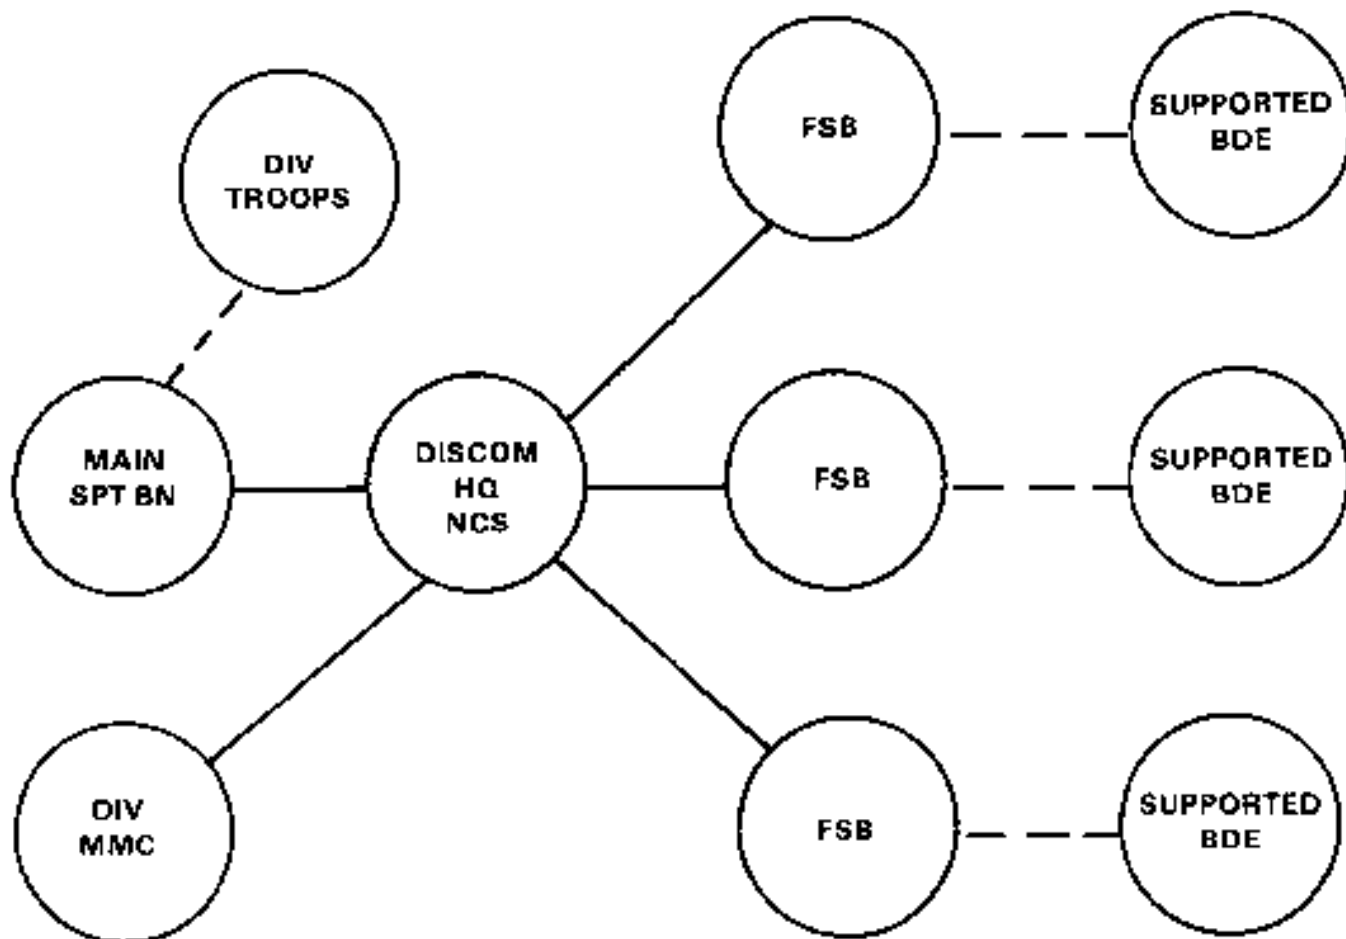 DIV
TROOPS
FSB
SUPPORTED
BDE
MAIN
SPT BN
DISCOM
HQ
NCS
FSB
SUPPORTED
BDE
DIV
MMC
FSB
SUPPORTED
BDE